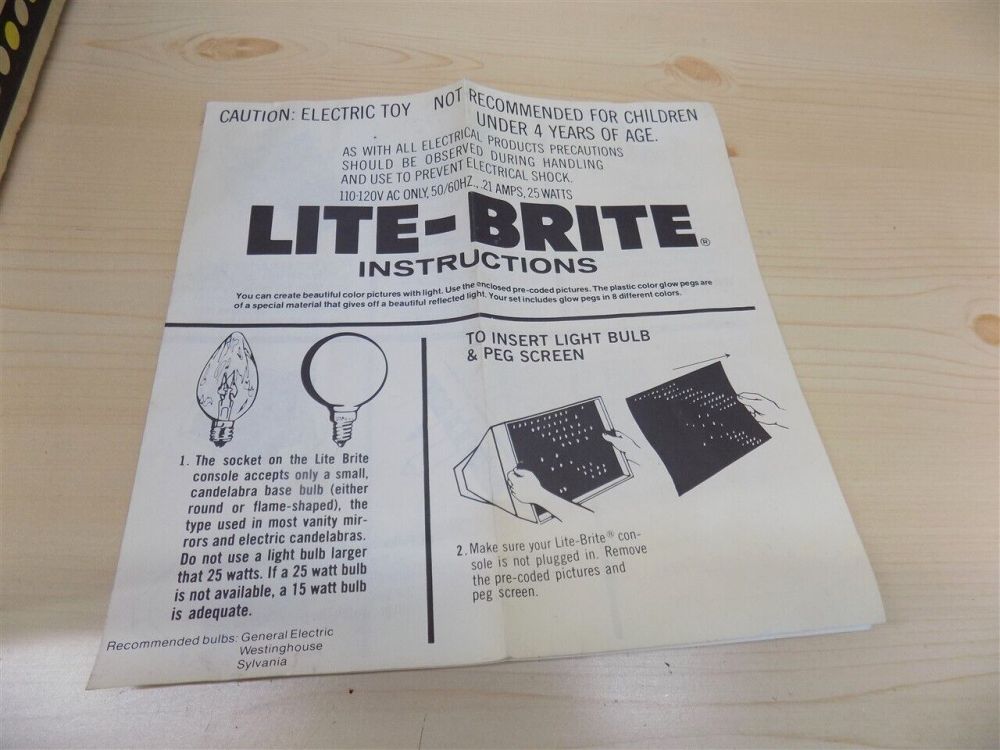 CAUTION: ELECTRIC TOY NOT RECOMMENDED FOR CHILDREN
UNDER 4 YEARS OF AGE.
AS WITH ALL ELECTRICAL PRODUCTS PRECAUTIONS
SHOULD BE OBSERVED DURING HANDLING
AND USE TO PREVENT ELECTRICAL SHOCK.
110-120V AC ONLY, 50/60HZ., .21 AMPS, 25 WATTS
LITE-BRITE®
INSTRUCTIONS
You can create beautiful color pictures with light. Use the enclosed pre-coded pictures. The plastic color glow pegs are
of a special material that gives off a beautiful reflected light. Your set includes glow pegs in 8 different colors.
1. The socket on the Lite Brite
console accepts only a small,
candelabra base bulb (either
round or flame-shaped), the
type used in most vanity mir-
rors and electric candelabras.
Do not use a light bulb larger
that 25 watts. If a 25 watt bulb
is not available, a 15 watt bulb
is adequate.
Recommended bulbs: General Electric
Westinghouse
Sylvania
TO INSERT LIGHT BULB
& PEG SCREEN
2. Make sure your Lite-Brite® con-
sole is not plugged in. Remove
the pre-coded pictures and
peg screen.